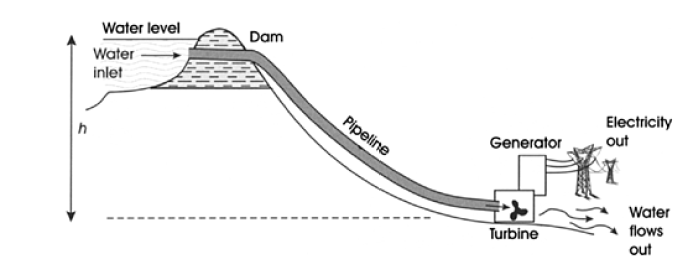 Water level
Dam
Water
inlet
h
Pipeline
Generator
Electricity
out
Turbine
Water
flows
out